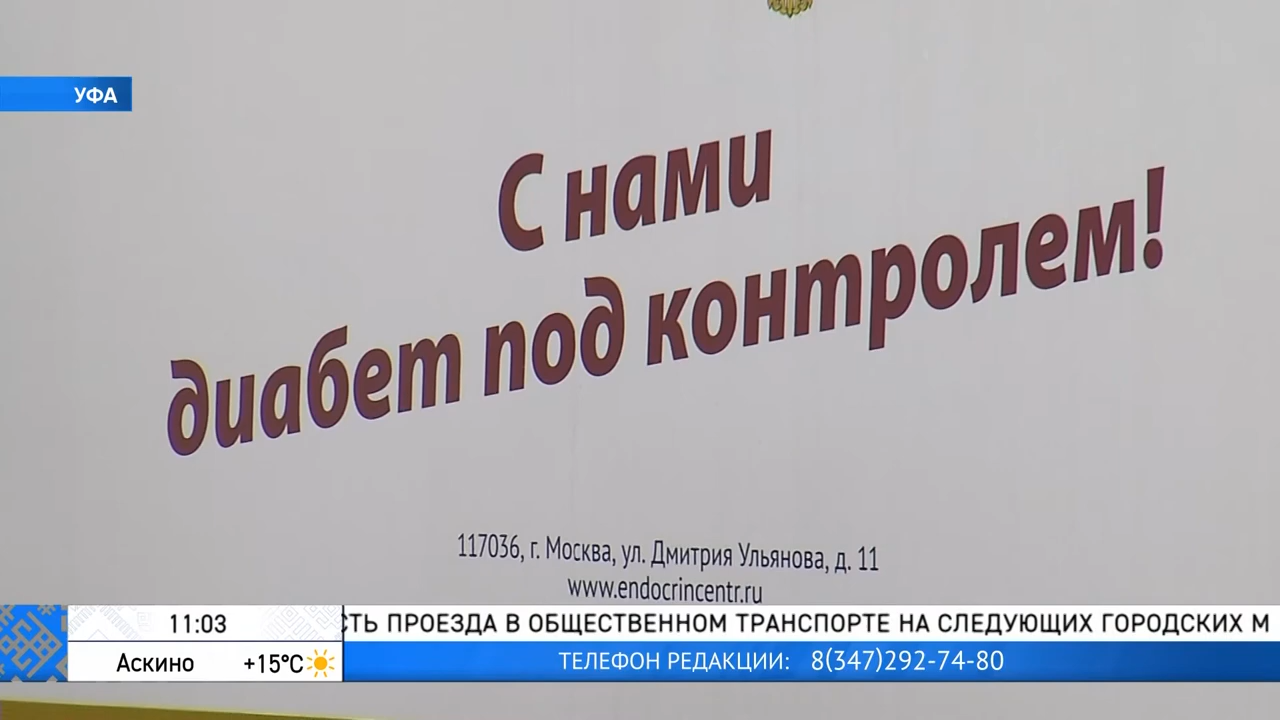 УФА
С нами
диабет под контролем!
117036, г. Москва, ул. Дмитрия Ульянова, д. 11
www.endocrincentr.ru
11:03
ПРОЕЗДА В ОБЩЕСТВЕННОМ ТРАНСПОРТЕ НА СЛЕДУЮЩИХ ГОРОДСКИХ
Аскино +15°C
ТЕЛЕФОН РЕДАКЦИИ: 8(347)292-74-80